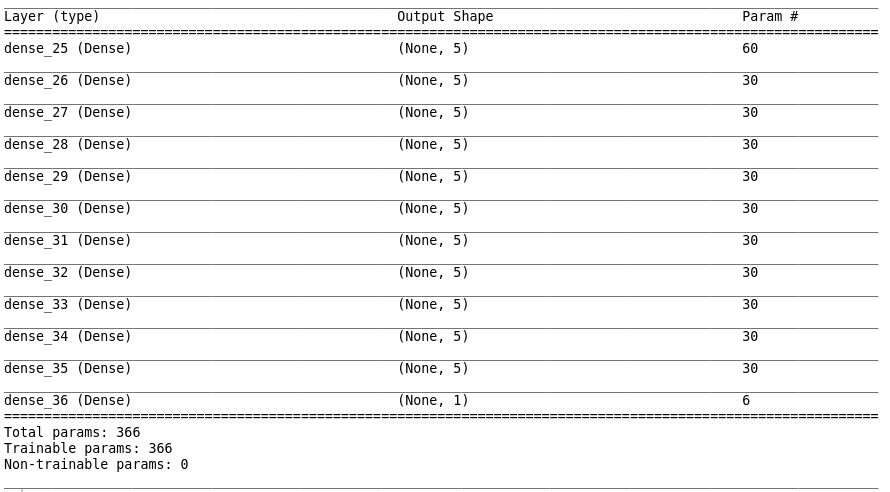 Layer (type) Output Shape Param #
dense_25 (Dense) (None, 5) 60
dense_26 (Dense) (None, 5) 30
dense_27 (Dense) (None, 5) 30
dense_28 (Dense) (None, 5) 30
dense_29 (Dense) (None, 5) 30
dense_30 (Dense) (None, 5) 30
dense_31 (Dense) (None, 5) 30
dense_32 (Dense) (None, 5) 30
dense_33 (Dense) (None, 5) 30
dense_34 (Dense) (None, 5) 30
dense_35 (Dense) (None, 5) 30
dense_36 (Dense) (None, 1) 6
Total params: 366
Trainable params: 366
Non-trainable params: 0